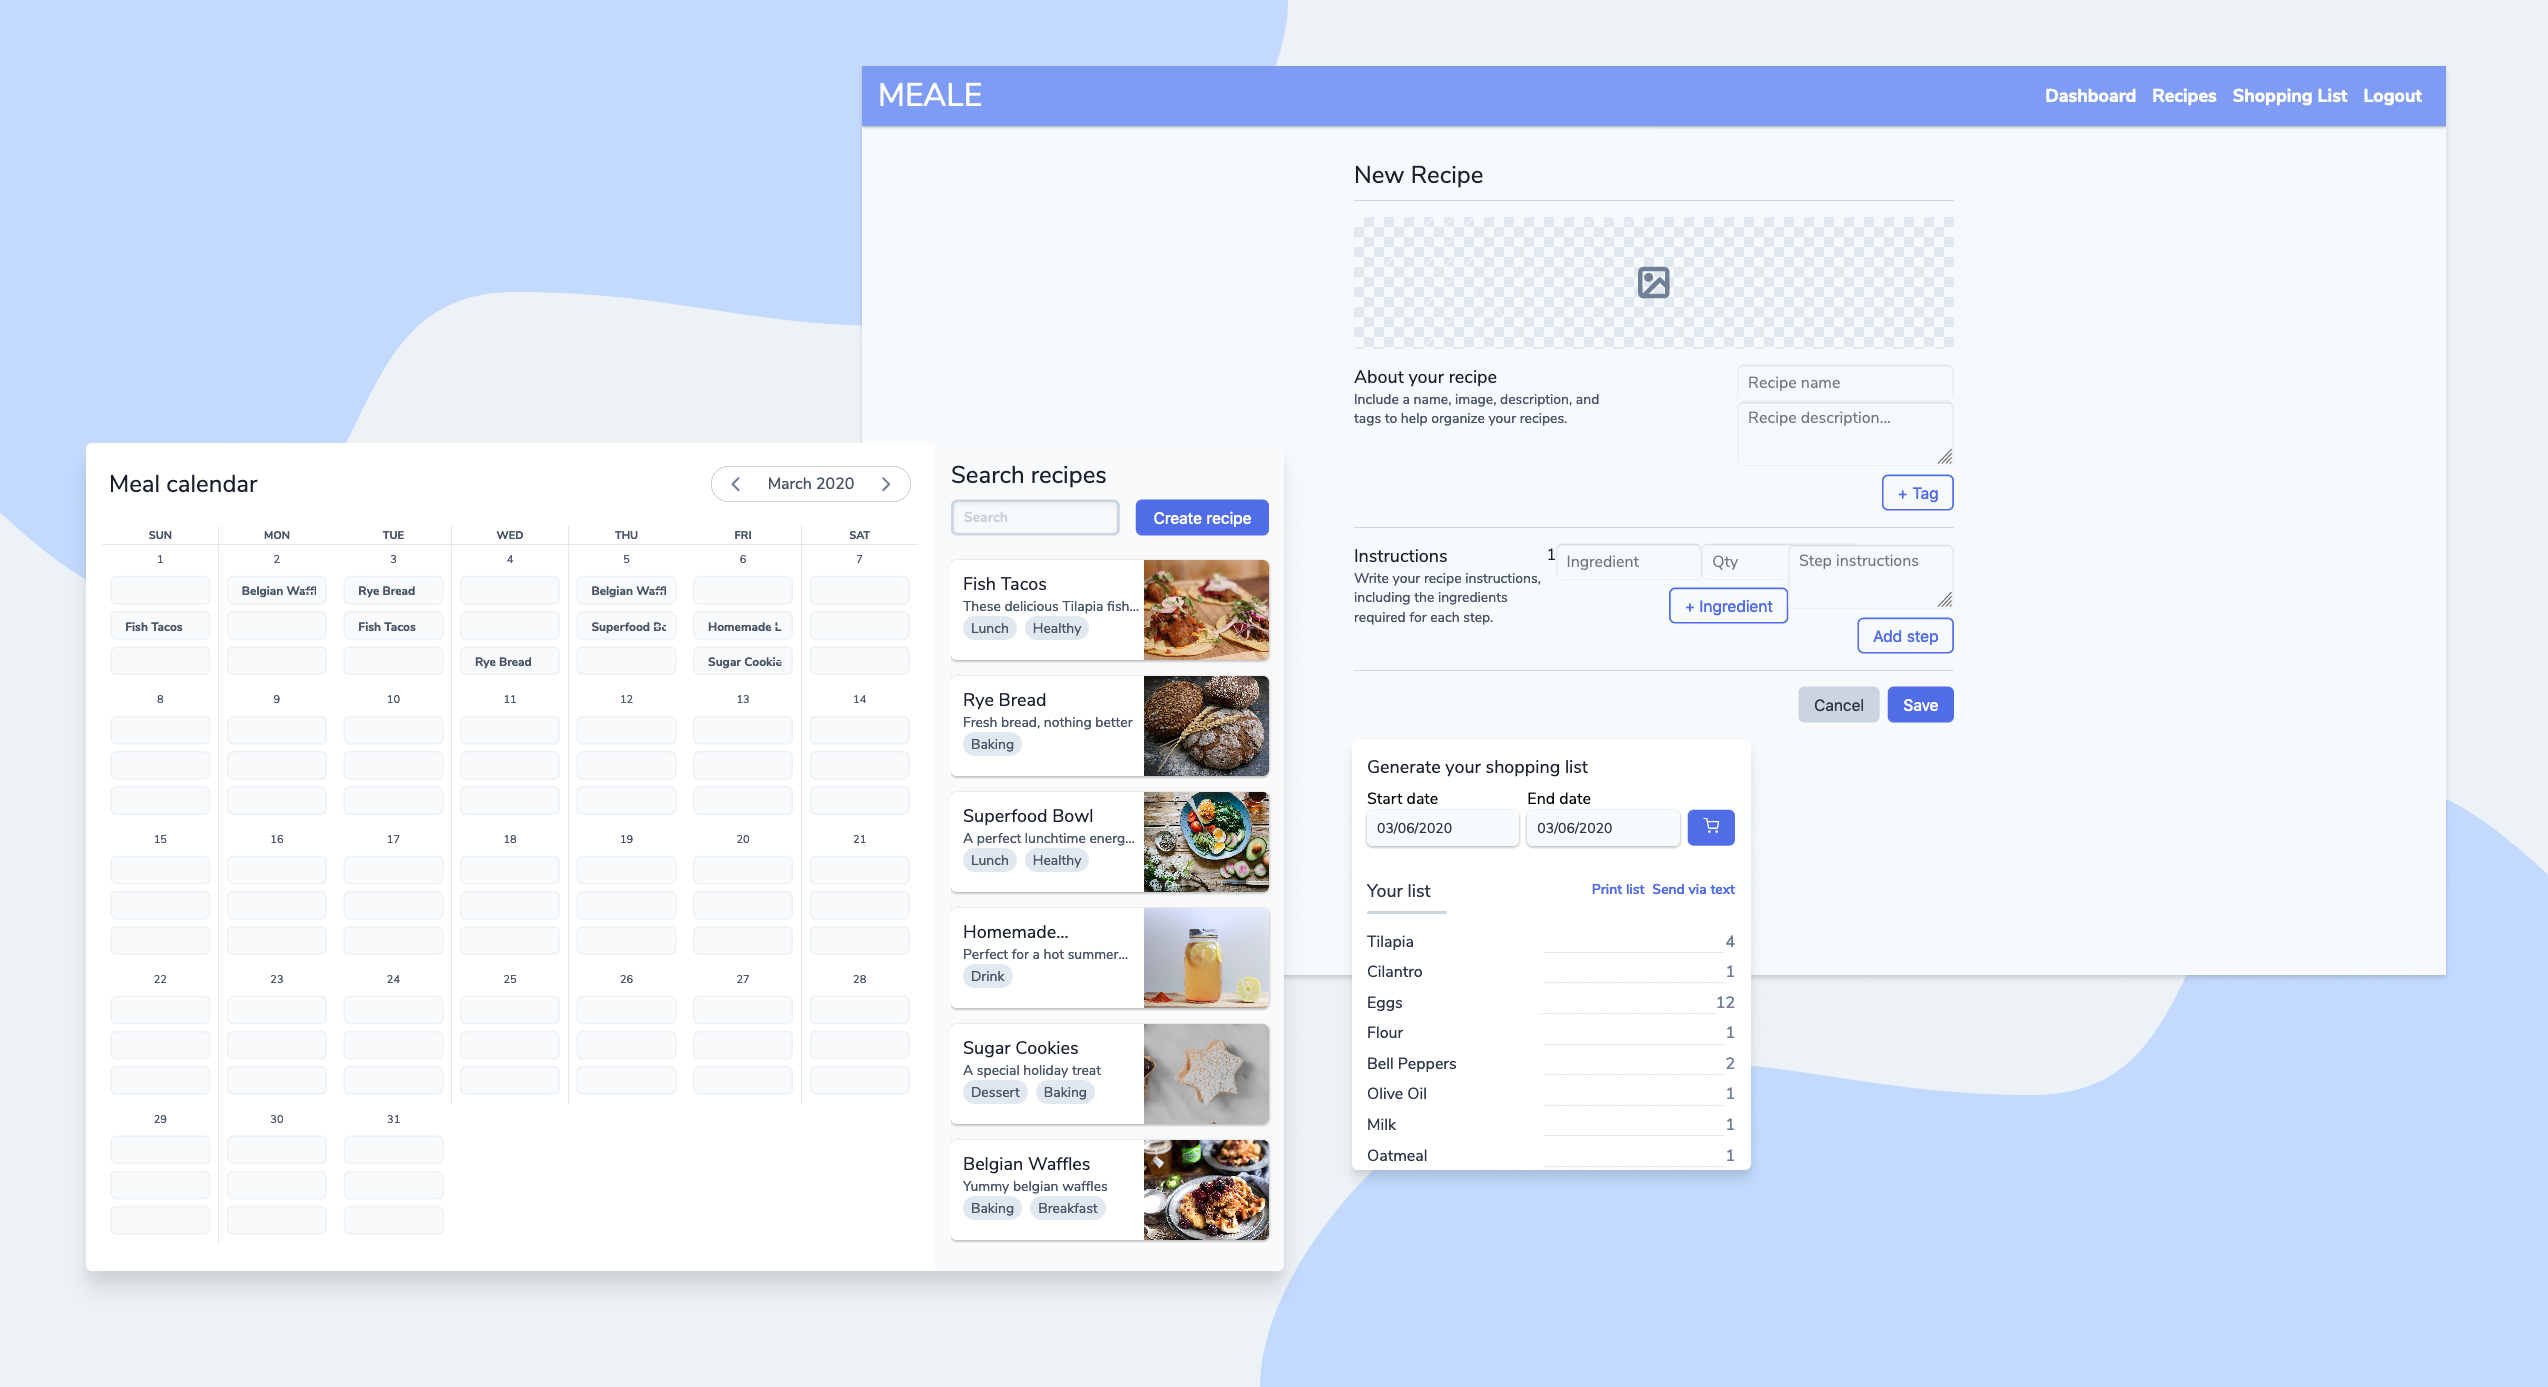 MEALE
Dashboard Recipes Shopping List Logout
New Recipe
About your recipe
Include a name, image, description, and
tags to help organize your recipes.
Recipe name
Recipe description...
+ Tag
Instructions
Write your recipe instructions,
including the ingredients
required for each step.
1
Ingredient
Qty
Step instructions
+ Ingredient
Add step
Cancel
Save
Meal calendar
March 2020
SUN MON TUE WED THU FRI SAT
1 2 3 4 5 6 7
Belgian Waffl Rye Bread Belgian Waffl
Fish Tacos Fish Tacos Superfood Bo Homemade L
Rye Bread Sugar Cookie
8 9 10 11 12 13 14
15 16 17 18 19 20 21
22 23 24 25 26 27 28
29 30 31
Search recipes
Search
Create recipe
Fish Tacos
These delicious Tilapia fish...
Lunch Healthy
Rye Bread
Fresh bread, nothing better
Baking
Superfood Bowl
A perfect lunchtime energ...
Lunch Healthy
Homemade...
Perfect for a hot summer...
Drink
Sugar Cookies
A special holiday treat
Dessert Baking
Belgian Waffles
Yummy belgian waffles
Baking Breakfast
Generate your shopping list
Start date End date
03/06/2020 03/06/2020
Your list
Print list Send via text
Tilapia 4
Cilantro 1
Eggs 12
Flour 1
Bell Peppers 2
Olive Oil 1
Milk 1
Oatmeal 1